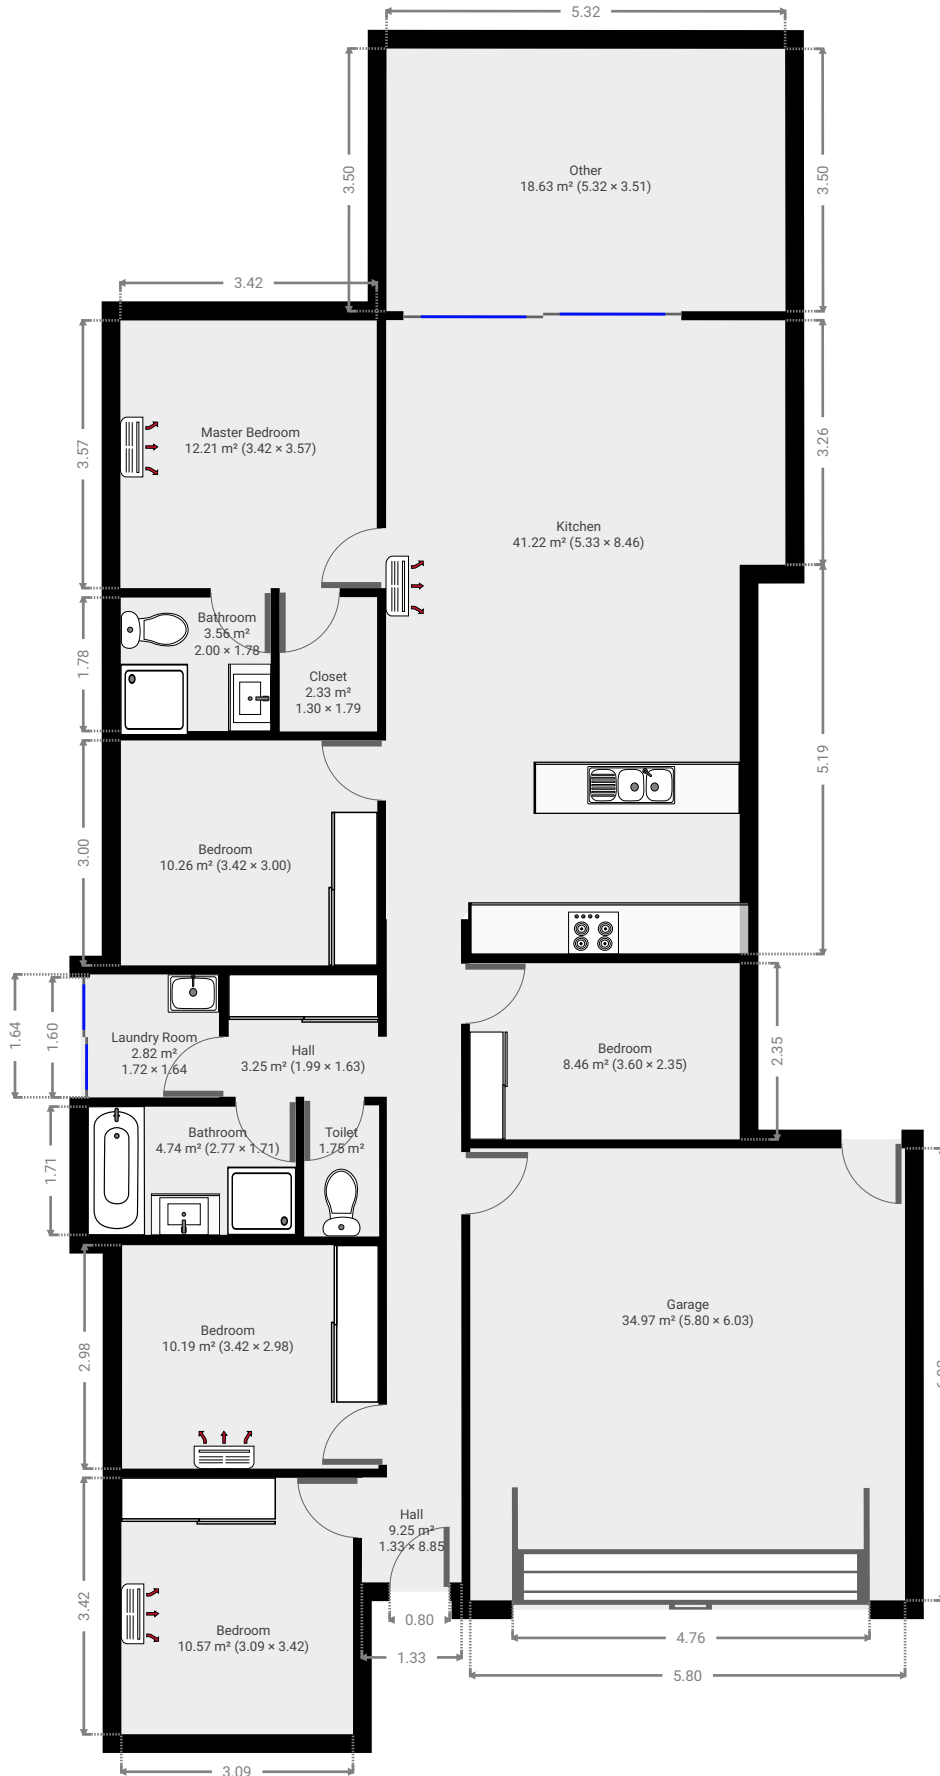 5.32
3.50
3.50
Other
18.63 m² (5.32 × 3.51)
3.42
3.57
Master Bedroom
12.21 m² (3.42 × 3.57)
3.26
Kitchen
41.22 m² (5.33 × 8.46)
1.78
Bathroom
3.56 m²
2.00 × 1.78
Closet
2.33 m²
1.30 × 1.79
5.19
3.00
Bedroom
10.26 m² (3.42 × 3.00)
1.64
1.60
Laundry Room
2.82 m²
1.72 × 1.64
Hall
3.25 m² (1.99 × 1.63)
Bedroom
8.46 m² (3.60 × 2.35)
2.35
1.71
Bathroom
4.74 m² (2.77 × 1.71)
Toilet
1.75 m²
2.98
Bedroom
10.19 m² (3.42 × 2.98)
Garage
34.97 m² (5.80 × 6.03)
Hall
9.25 m²
1.33 × 8.85
3.42
Bedroom
10.57 m² (3.09 × 3.42)
0.80
1.33
4.76
5.80
3.09